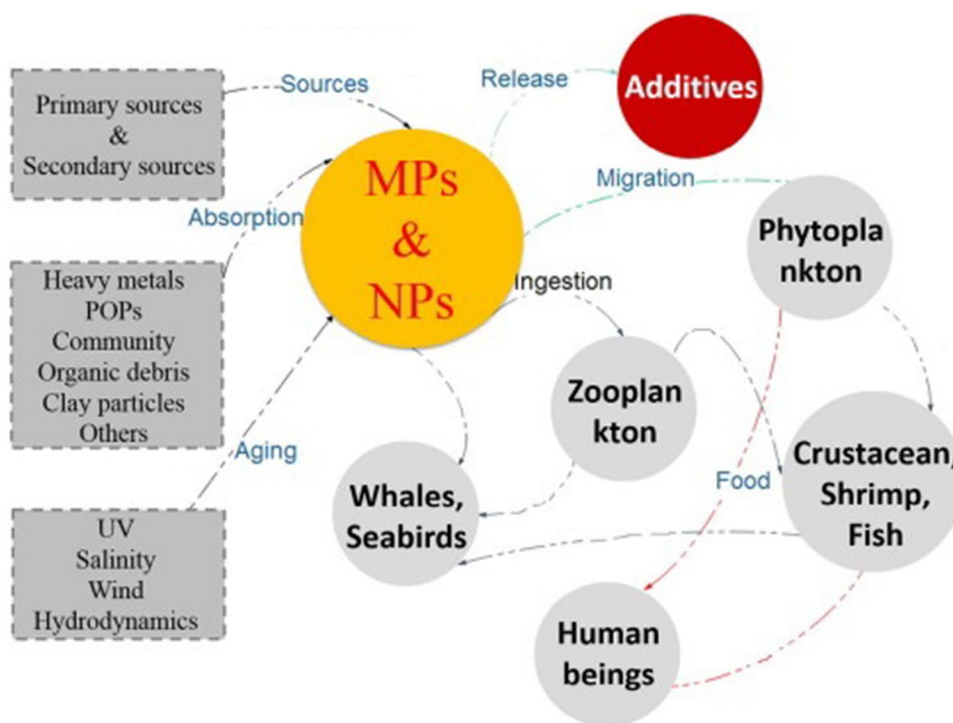 Primary sources
&
Secondary sources
Sources
Release
Additives
MPs
&
NPs
Absorption
Migration
Phytopla
nkton
Heavy metals
POPs
Community
Organic debris
Clay particles
Others
Ingestion
Zooplan
kton
Aging
Whales,
Seabirds
Food
Crustacean,
Shrimp,
Fish
UV
Salinity
Wind
Hydrodynamics
Human
beings